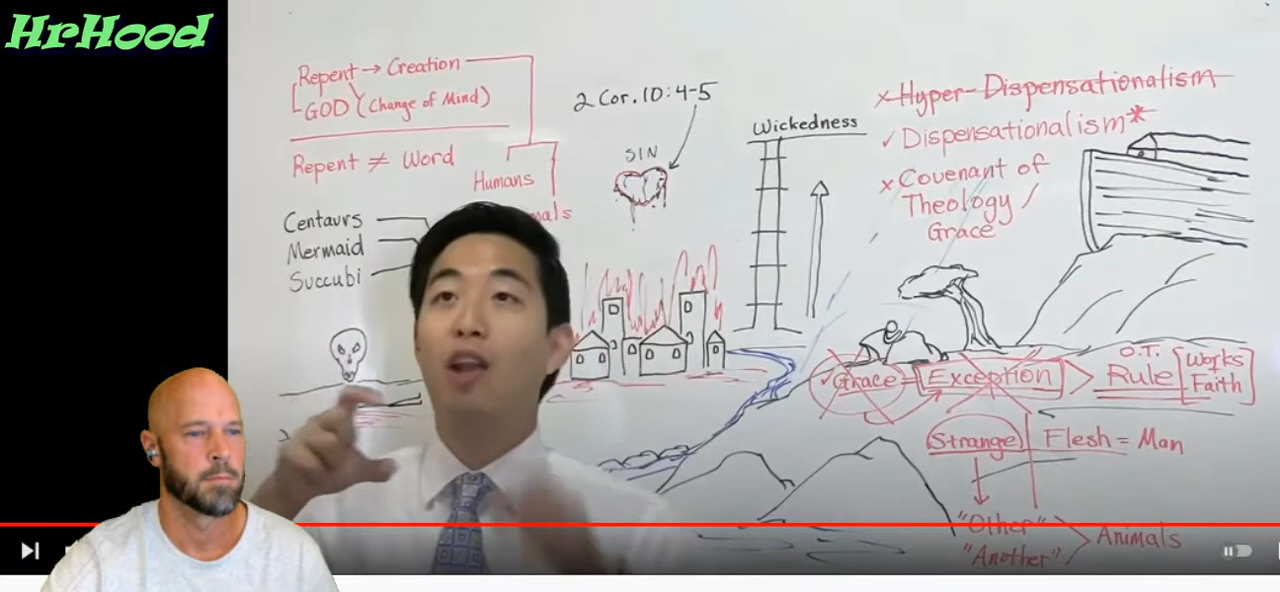 HrHood
Repent → Creation
GOD (Change of Mind)
Repent ≠ Word
Humans
mals
Centaurs
Mermaid
Succubi
2 Cor. 10:4-5
SIN
Wickedness
x Hyper-Dispensationalism
✓ Dispensationalism*
x Covenant of
Theology /
Grace
✓ Grace = Exception > O.T.
Rule [Works
Faith]
Strange Flesh = Man
"Other"
"Another" > Animals